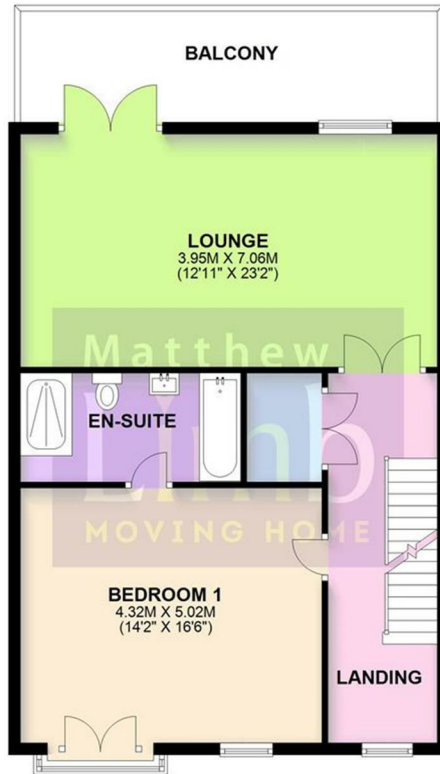 BALCONY
LOUNGE
3.95M X 7.06M
(12'11" X 23'2")
Matthew
EN-SUITE
Limb
MOVING HOME
BEDROOM 1
4.32M X 5.02M
(14'2" X 16'6")
LANDING